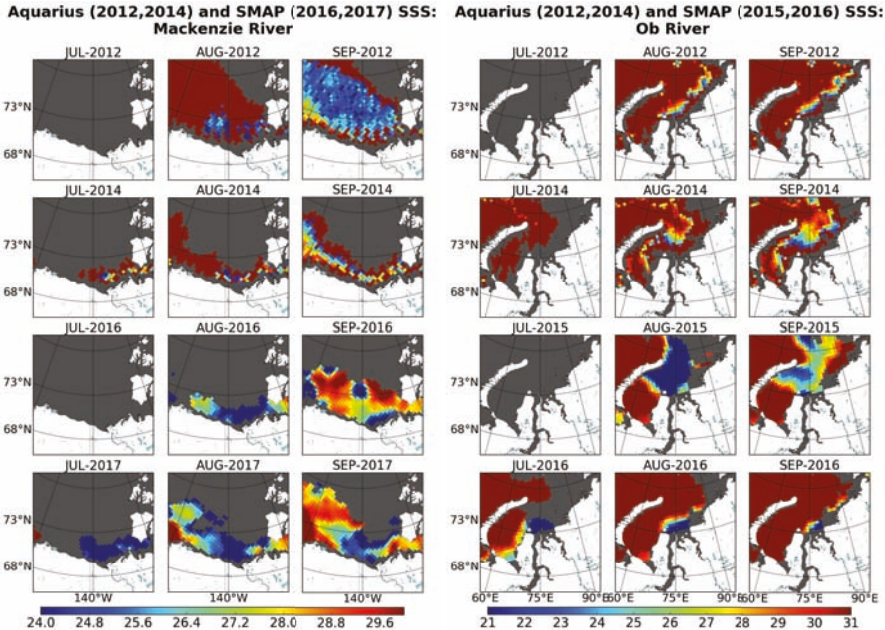 Aquarius (2012,2014) and SMAP (2016,2017) SSS:
Mackenzie River
JUL-2012 AUG-2012 SEP-2012
73°N
68°N
JUL-2014 AUG-2014 SEP-2014
73°N
68°N
JUL-2016 AUG-2016 SEP-2016
73°N
68°N
JUL-2017 AUG-2017 SEP-2017
73°N
68°N
140°W 140°W 140°W
24.0 24.8 25.6 26.4 27.2 28.0 28.8 29.6
Aquarius (2012,2014) and SMAP (2015,2016) SSS:
Ob River
JUL-2012 AUG-2012 SEP-2012
73°N
68°N
JUL-2014 AUG-2014 SEP-2014
73°N
68°N
JUL-2015 AUG-2015 SEP-2015
73°N
68°N
JUL-2016 AUG-2016 SEP-2016
73°N
68°N
60°E 75°E 90°E 60°E 75°E 90°E 60°E 75°E 90°E
21 22 23 24 25 26 27 28 29 30 31